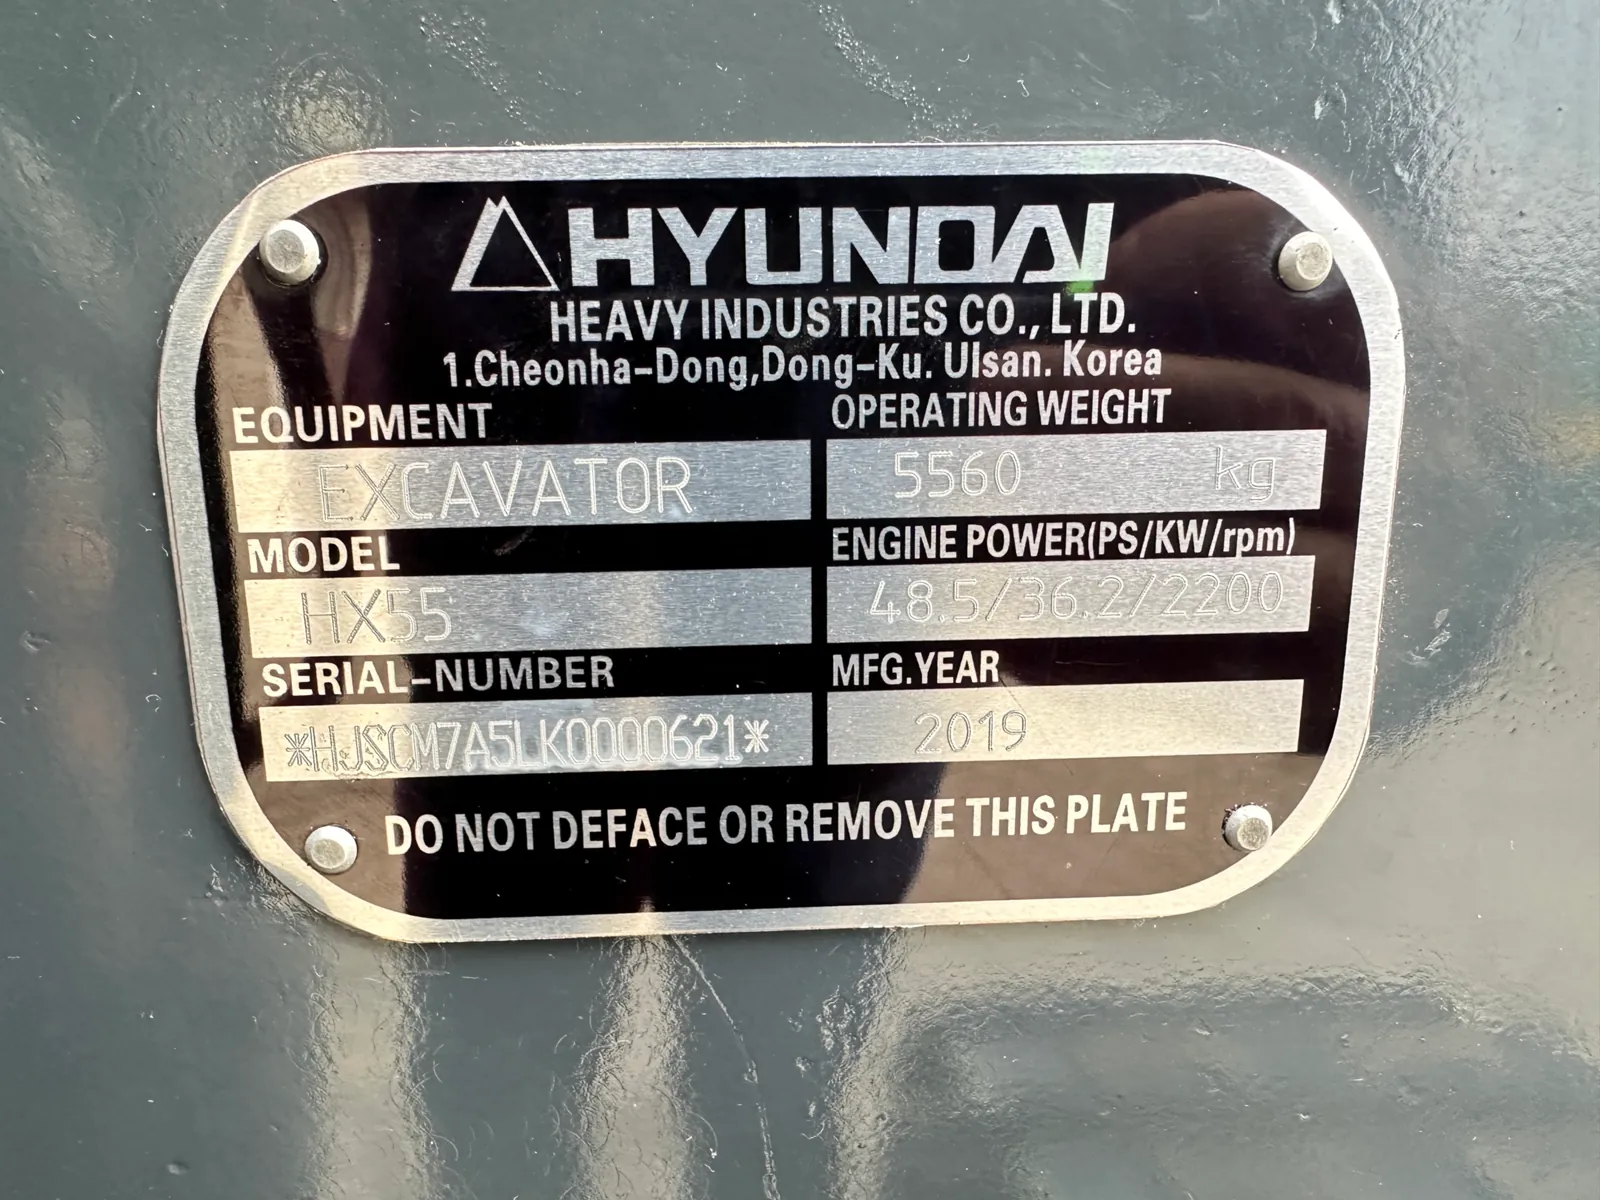 HYUNDAI
HEAVY INDUSTRIES CO., LTD.
1.Cheonha-Dong,Dong-Ku. Ulsan. Korea
EQUIPMENT
EXCAVATOR
OPERATING WEIGHT
5560 kg
MODEL
HX55
ENGINE POWER(PS/KW/rpm)
48.5/36.2/2200
SERIAL-NUMBER
*HJSCM7A5LK0000621*
MFG.YEAR
2019
DO NOT DEFACE OR REMOVE THIS PLATE